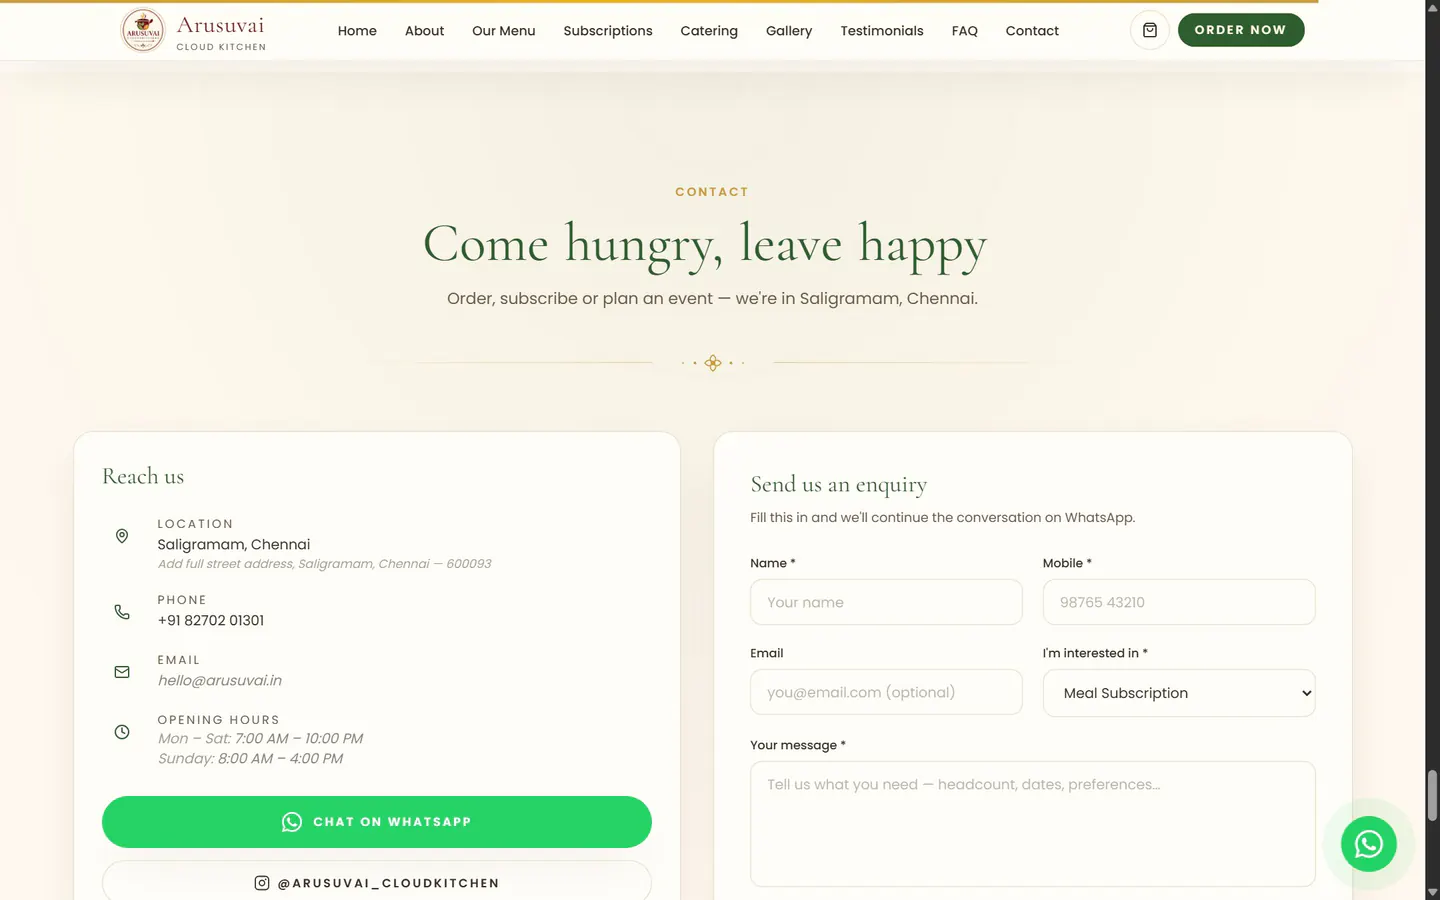 ARUSUVAI
Arusuvai
CLOUD KITCHEN
Home
About
Our Menu
Subscriptions
Catering
Gallery
Testimonials
FAQ
Contact
ORDER NOW
CONTACT
Come hungry, leave happy
Order, subscribe or plan an event — we're in Saligramam, Chennai.
Reach us
LOCATION
Saligramam, Chennai
Add full street address, Saligramam, Chennai — 600093
PHONE
+91 82702 01301
EMAIL
hello@arusuvai.in
OPENING HOURS
Mon – Sat: 7:00 AM – 10:00 PM
Sunday: 8:00 AM – 4:00 PM
CHAT ON WHATSAPP
@ARUSUVAI_CLOUDKITCHEN
Send us an enquiry
Fill this in and we'll continue the conversation on WhatsApp.
Name *
Your name
Mobile *
98765 43210
Email
you@email.com (optional)
I'm interested in *
Meal Subscription
Your message *
Tell us what you need — headcount, dates, preferences...